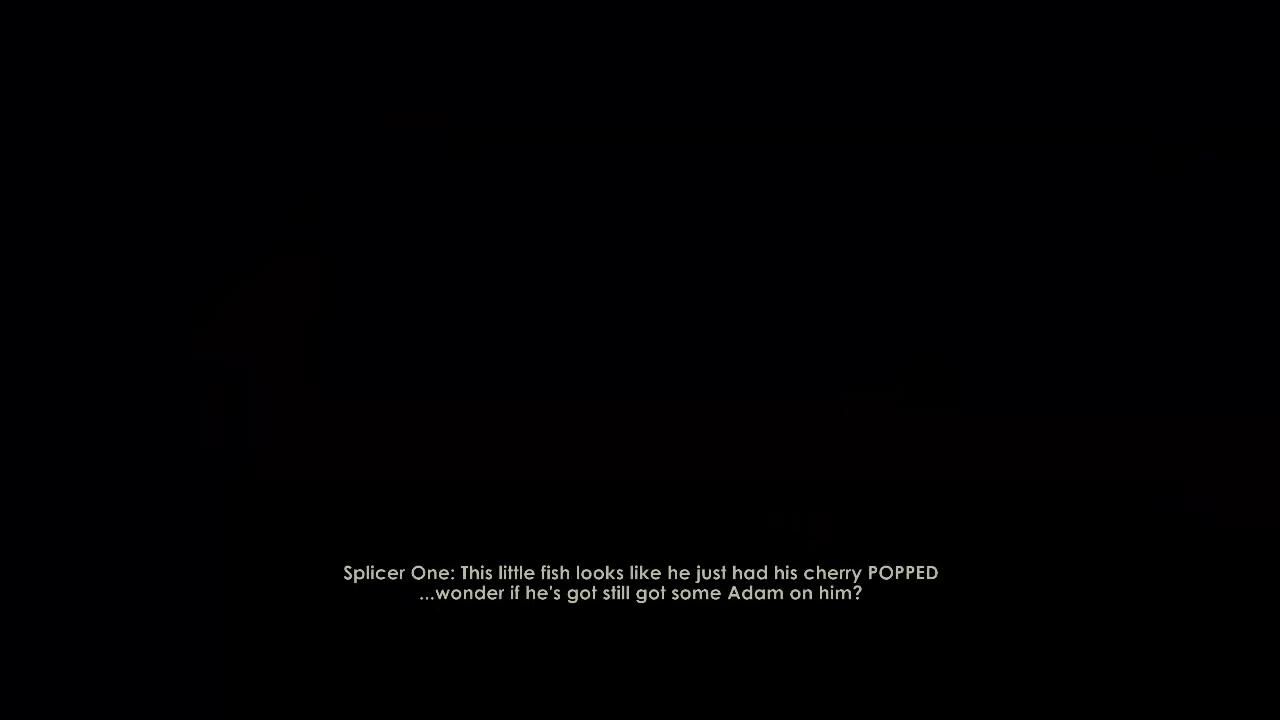 Splicer One: This little fish looks like he just had his cherry POPPED
...wonder if he's got still got some Adam on him?